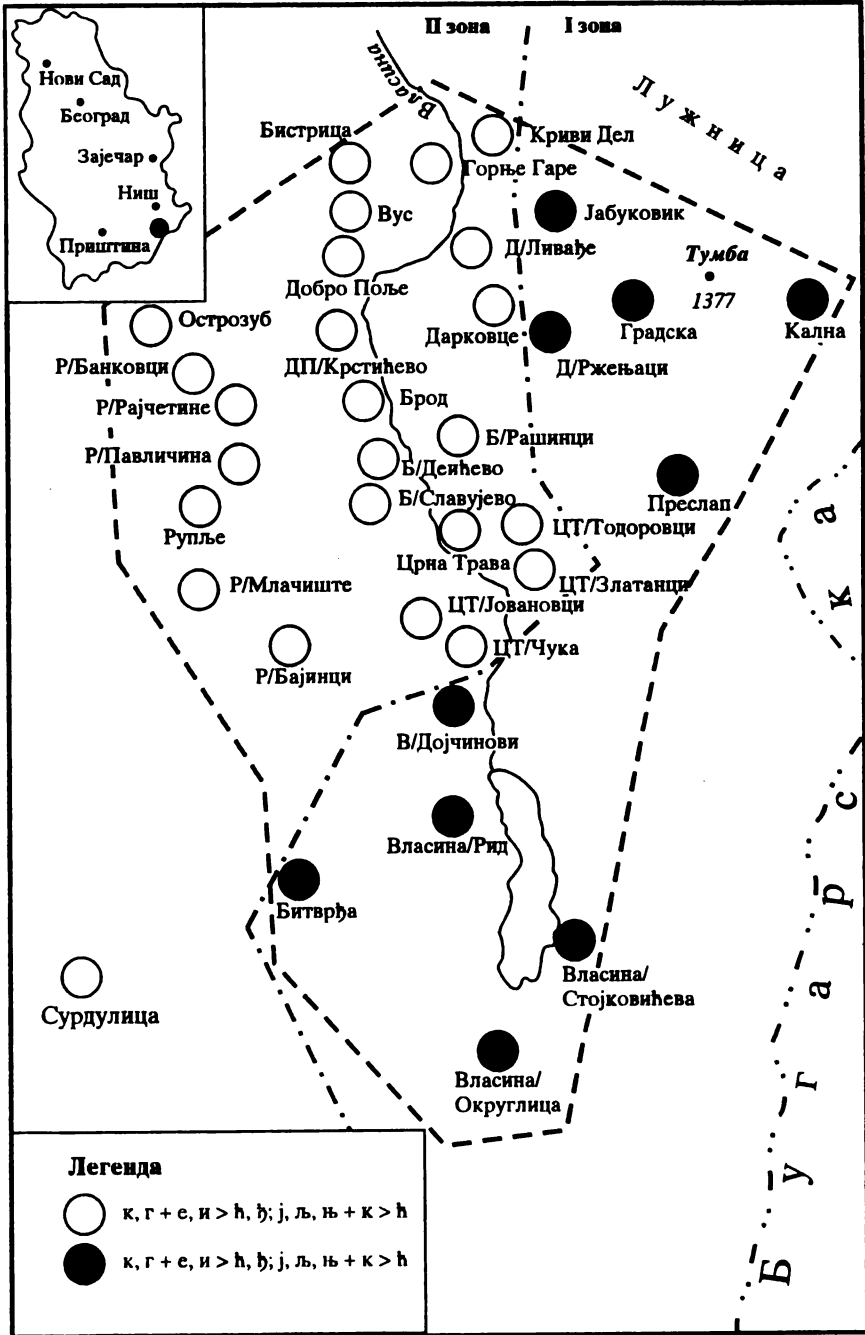 II зона
I зона
Нови Сад
Београд
Зајечар
Ниш
Приштина
Власина
Лужница
Бистрица
Криви Дел
Горње Гаре
Вус
Јабуковик
Д/Ливађе
Тумба
1377
Добро Поље
Острозуб
Дарковце
Градска
Кална
Р/Банковци
ДП/Крстићево
Д/Ржењаци
Р/Рајчетине
Брод
Б/Рашинци
Р/Павличина
Б/Деићево
Преслап
Б/Славујево
Рупље
ЦТ/Тодоровци
Црна Трава
ЦТ/Златанци
Р/Млачиште
ЦТ/Јовановци
ЦТ/Чука
Р/Бајинци
В/Дојчинови
Власина/Рид
Битврђа
Власина/
Стојковићева
Сурдулица
Власина/
Округлица
Бугарска
Легенда
к, г + е, и > ћ, ђ; ј, љ, њ + к > ћ
к, г + е, и > ћ, ђ; ј, љ, њ + к > ћ